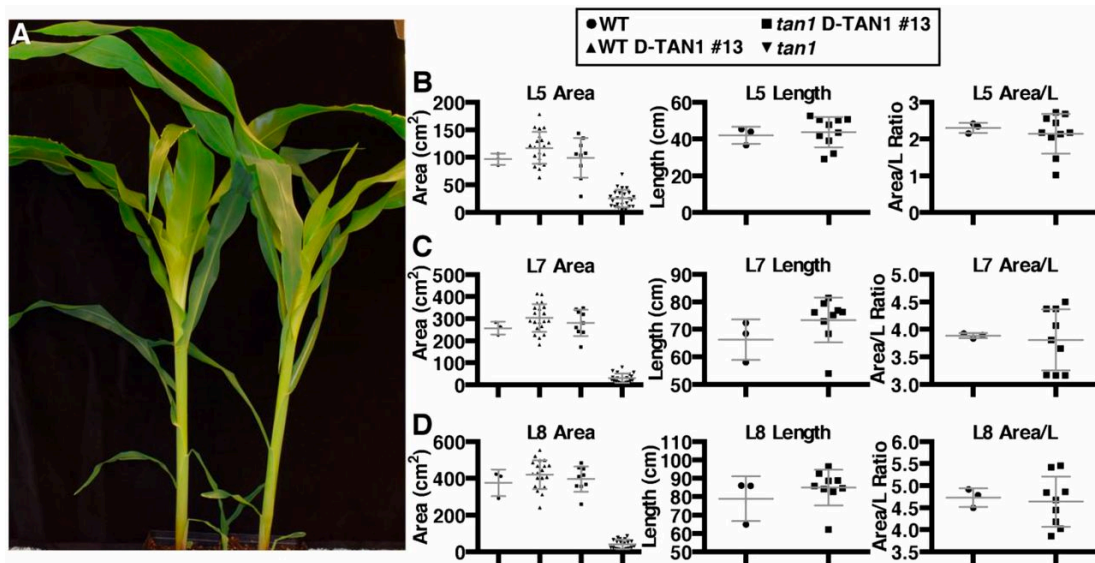 A
WT
tan1 D-TAN1 #13
WT D-TAN1 #13
tan1
B
L5 Area
Area (cm²)
200
150
100
50
0
L5 Length
Length (cm)
60
40
20
0
L5 Area/L
Area/L Ratio
3
2
1
0
C
L7 Area
Area (cm²)
500
400
300
200
100
0
L7 Length
Length (cm)
90
80
70
60
50
L7 Area/L
Area/L Ratio
5.0
4.5
4.0
3.5
3.0
D
L8 Area
Area (cm²)
600
400
200
0
L8 Length
Length (cm)
110
100
90
80
70
60
50
L8 Area/L
Area/L Ratio
6.0
5.5
5.0
4.5
4.0
3.5